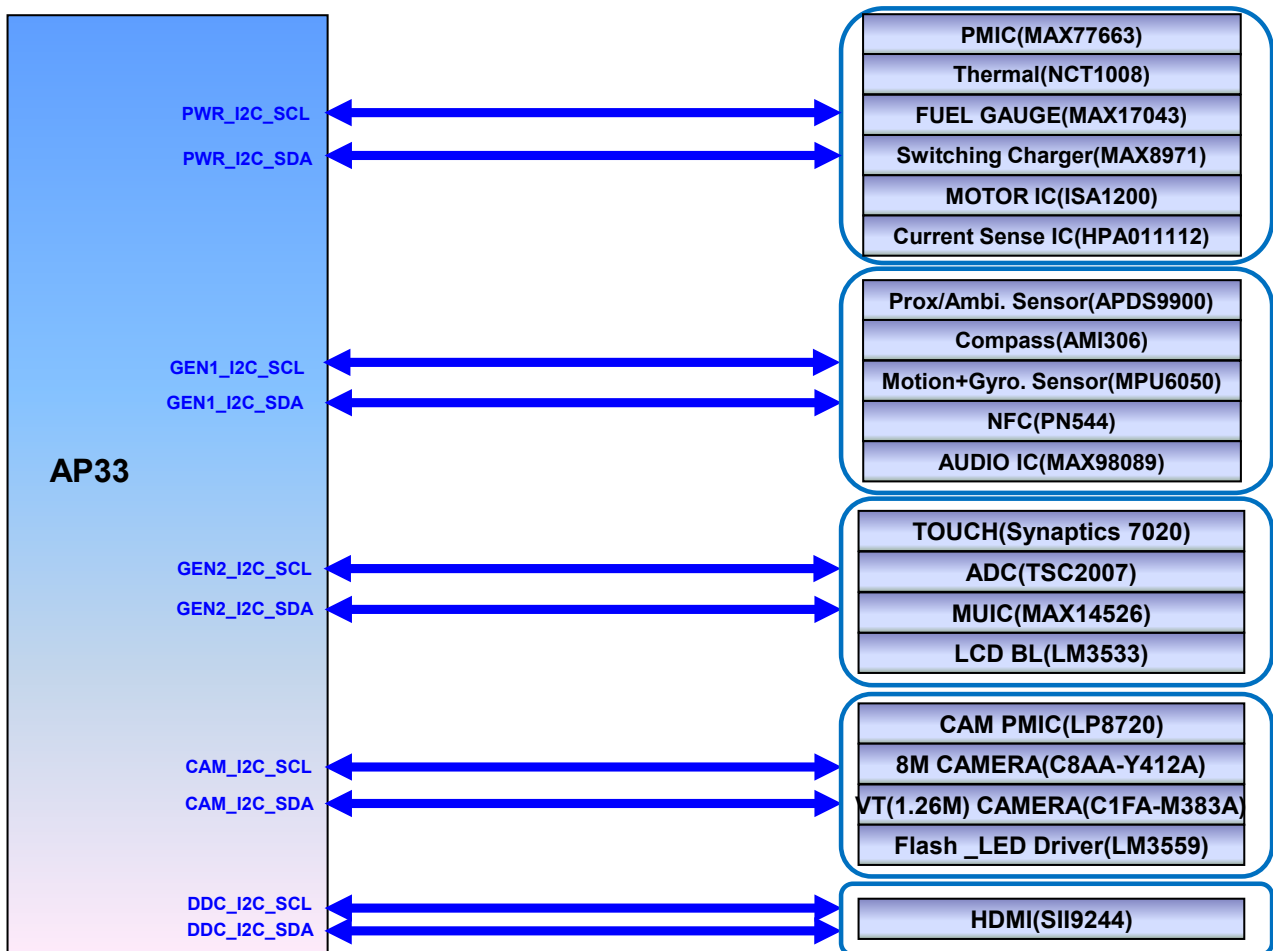 PMIC(MAX77663)
Thermal(NCT1008)
PWR_I2C_SCL
FUEL GAUGE(MAX17043)
PWR_I2C_SDA
Switching Charger(MAX8971)
MOTOR IC(ISA1200)
Current Sense IC(HPA011112)
Prox/Ambi. Sensor(APDS9900)
Compass(AMI306)
GEN1_I2C_SCL
Motion+Gyro. Sensor(MPU6050)
GEN1_I2C_SDA
NFC(PN544)
AUDIO IC(MAX98089)
AP33
TOUCH(Synaptics 7020)
GEN2_I2C_SCL
ADC(TSC2007)
GEN2_I2C_SDA
MUIC(MAX14526)
LCD BL(LM3533)
CAM PMIC(LP8720)
CAM_I2C_SCL
8M CAMERA(C8AA-Y412A)
CAM_I2C_SDA
VT(1.26M) CAMERA(C1FA-M383A)
Flash _LED Driver(LM3559)
DDC_I2C_SCL
HDMI(SII9244)
DDC_I2C_SDA